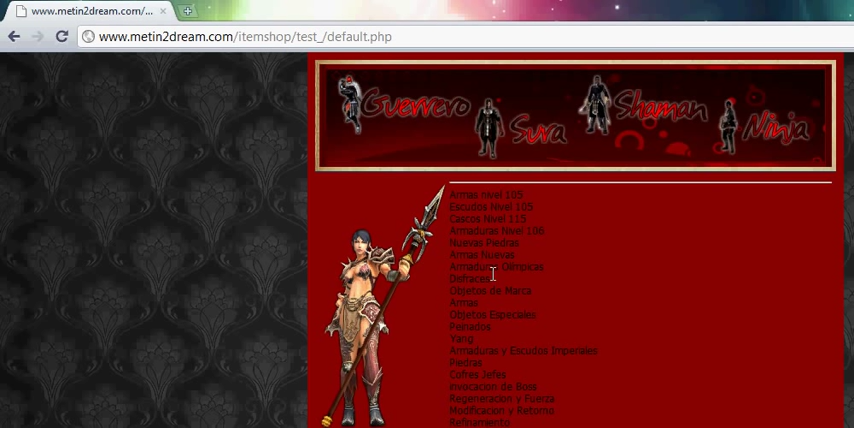 www.metin2dream.com/...
www.metin2dream.com/itemshop/test_/default.php
Guerrero
Sura
Shaman
Ninja
Armas nivel 105
Escudos Nivel 105
Cascos Nivel 115
Armaduras Nivel 106
Nuevas Piedras
Armas Nuevas
Armaduras Olimpicas
Disfraces
Objetos de Marca
Armas
Objetos Especiales
Peinados
Yang
Armaduras y Escudos Imperiales
Piedras
Cofres Jefes
Invocacion de Boss
Regeneracion y Fuerza
Modificacion y Retorno
Refinamiento